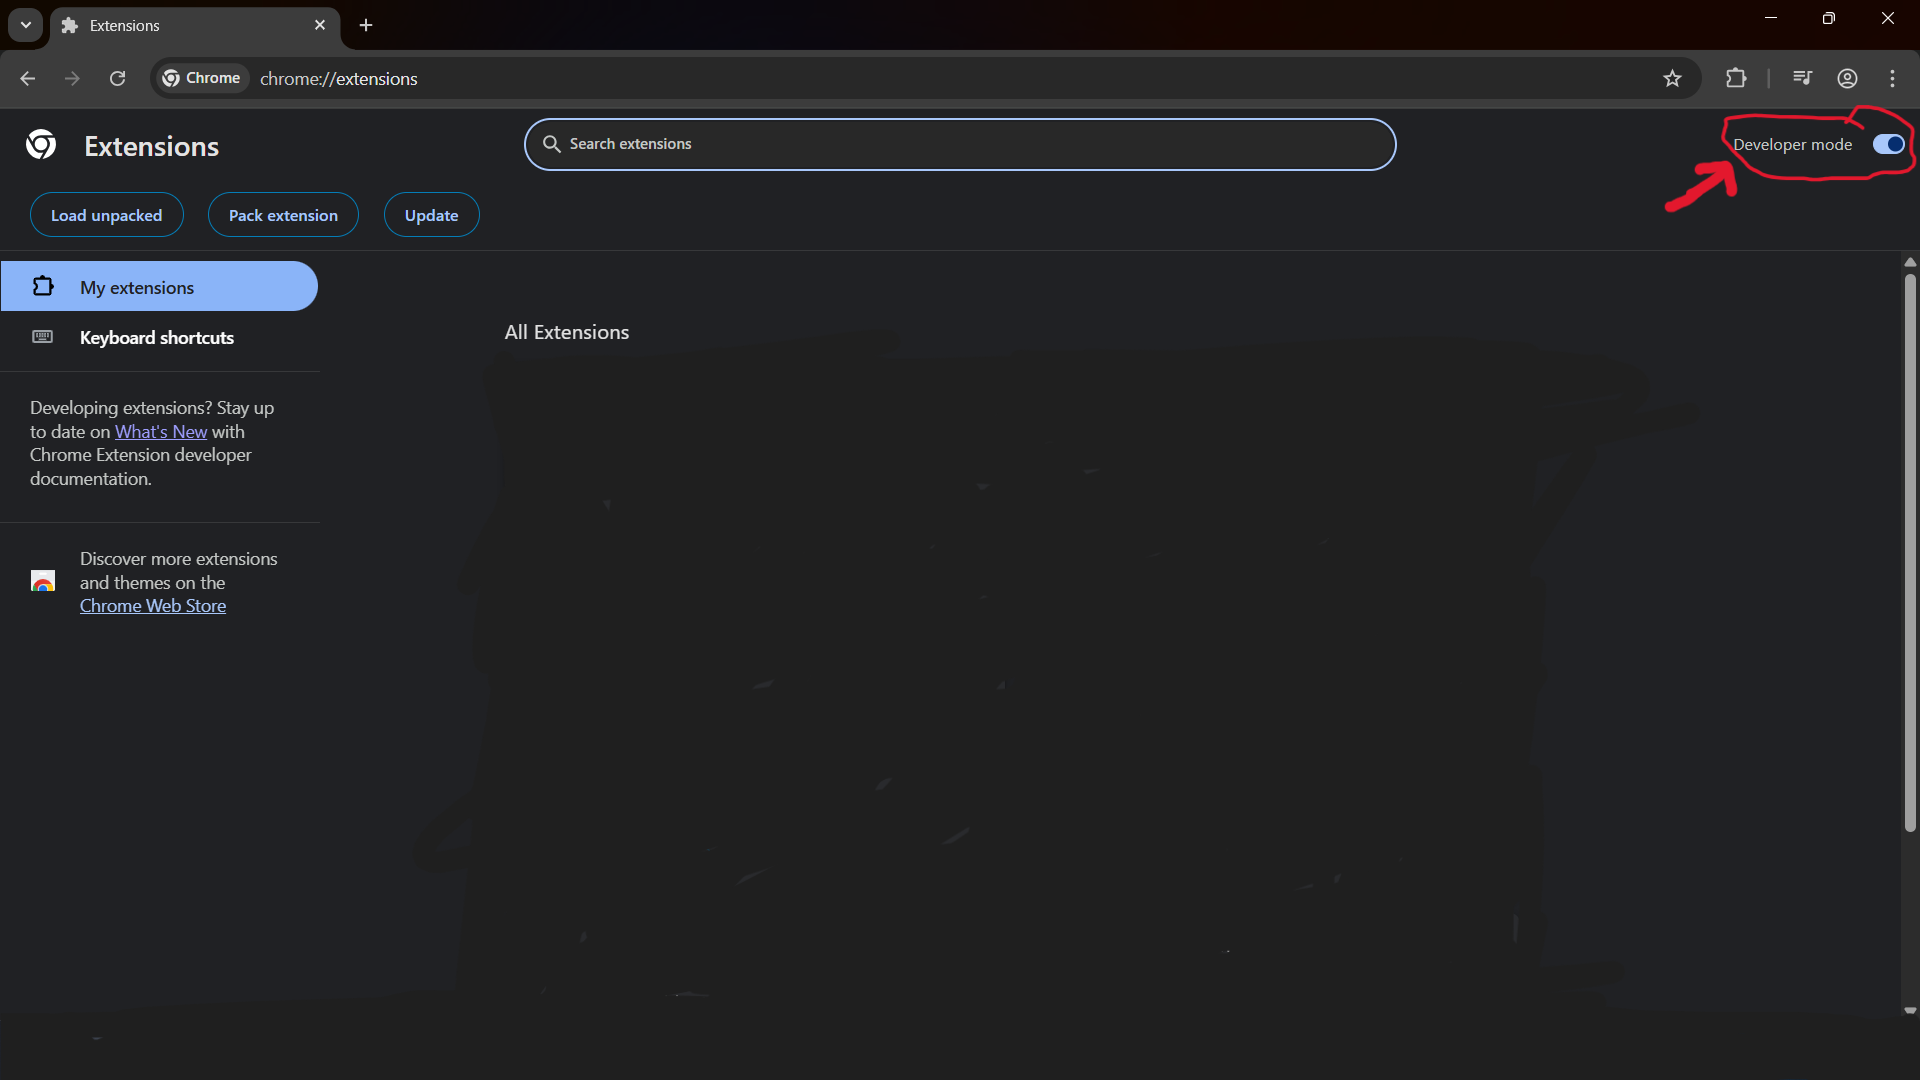 Extensions
Chrome
chrome://extensions
Extensions
Search extensions
Developer mode
Load unpacked
Pack extension
Update
My extensions
Keyboard shortcuts
All Extensions
Developing extensions? Stay up
to date on What's New with
Chrome Extension developer
documentation.
Discover more extensions
and themes on the
Chrome Web Store